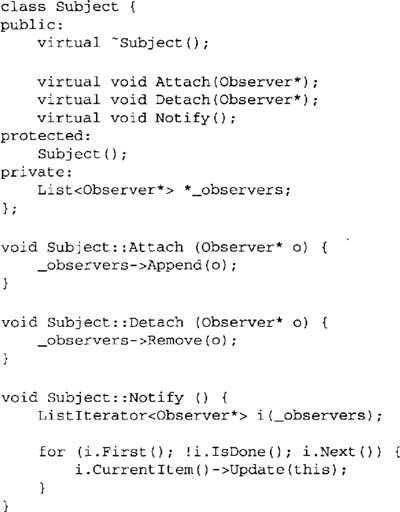 class Subject {
public:
    virtual ~Subject();

    virtual void Attach(Observer*);
    virtual void Detach(Observer*);
    virtual void Notify();
protected:
    Subject();
private:
    List<Observer*> *_observers;
};

void Subject::Attach (Observer* o) {
    _observers->Append(o);
}

void Subject::Detach (Observer* o) {
    _observers->Remove(o);
}

void Subject::Notify () {
    ListIterator<Observer*> i(_observers);

    for (i.First(); !i.IsDone(); i.Next()) {
        i.CurrentItem()->Update(this);
    }
}